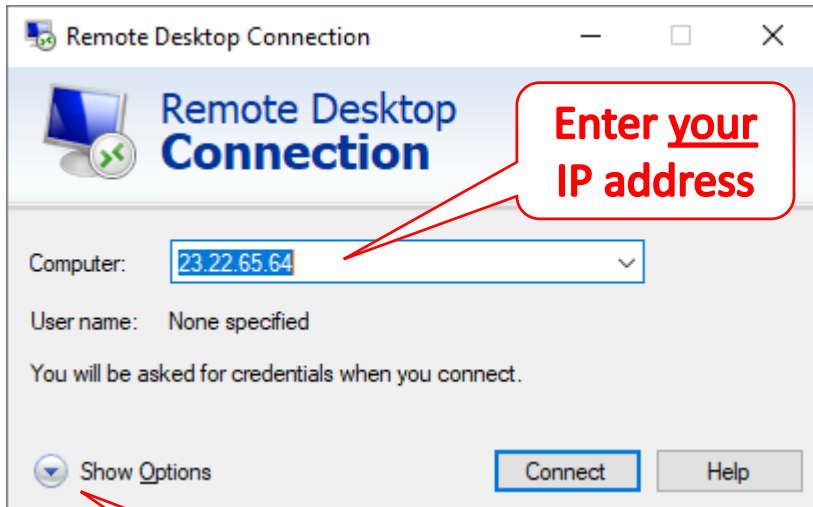 Remote Desktop Connection
Remote Desktop
Connection
Enter your
IP address
Computer: 23.22.65.64
User name: None specified
You will be asked for credentials when you connect.
Show Options Connect Help